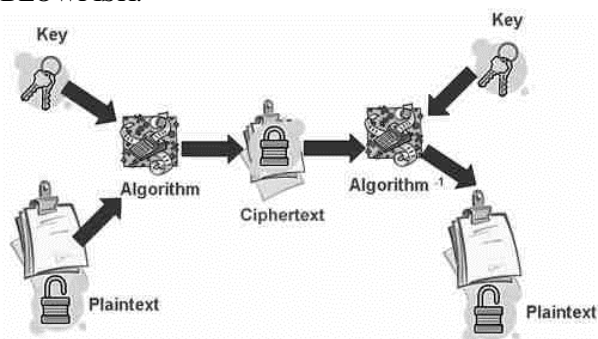 Key
Key
Algorithm
Algorithm -1
Ciphertext
Plaintext
Plaintext